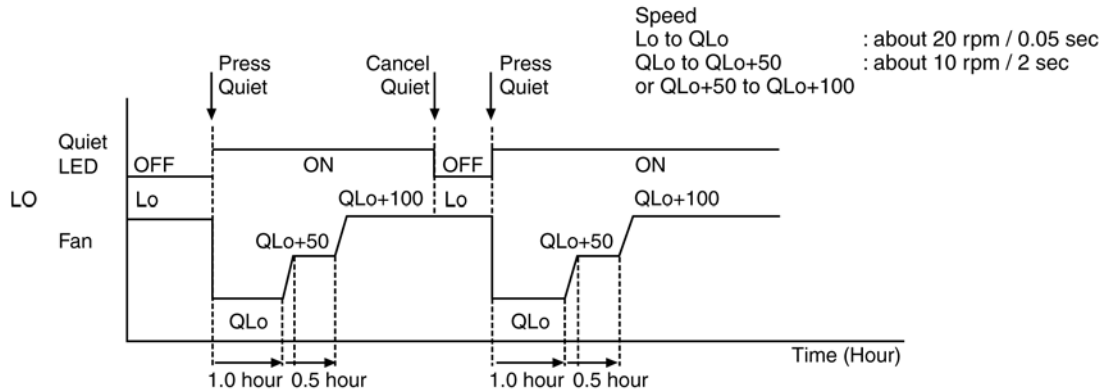 Speed
Lo to QLo : about 20 rpm / 0.05 sec
QLo to QLo+50 : about 10 rpm / 2 sec
or QLo+50 to QLo+100
Press Quiet
Cancel Quiet
Press Quiet
Quiet LED
OFF
ON
OFF
ON
LO
Lo
QLo+100
Lo
QLo+100
Fan
QLo+50
QLo+50
QLo
QLo
Time (Hour)
1.0 hour
0.5 hour
1.0 hour
0.5 hour